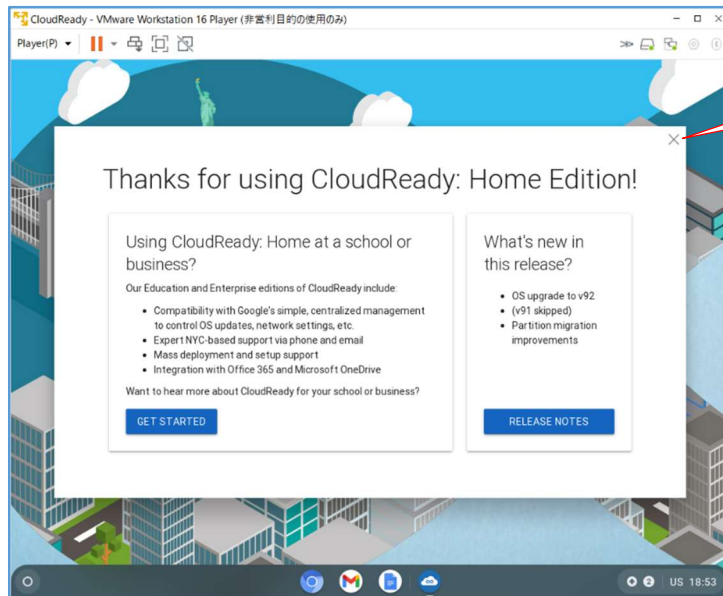 CloudReady - VMware Workstation 16 Player (非営利目的の使用のみ)
Player(P)
Thanks for using CloudReady: Home Edition!
Using CloudReady: Home at a school or
business?
Our Education and Enterprise editions of CloudReady include:
Compatibility with Google's simple, centralized management
to control OS updates, network settings, etc.
Expert NYC-based support via phone and email
Mass deployment and setup support
Integration with Office 365 and Microsoft OneDrive
Want to hear more about CloudReady for your school or business?
GET STARTED
What's new in
this release?
OS upgrade to v92
(v91 skipped)
Partition migration
improvements
RELEASE NOTES
2 US 18:53